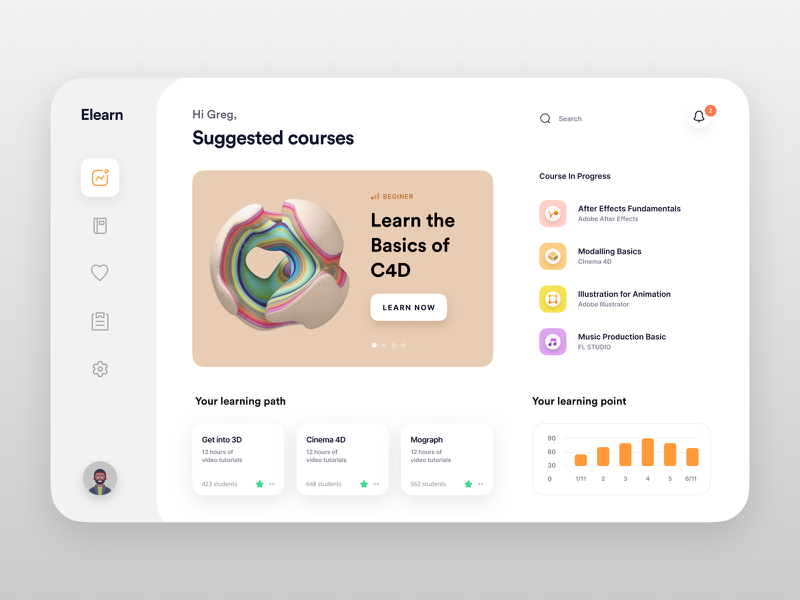 Elearn
Hi Greg,
Suggested courses
Search
2
BEGINER
Learn the
Basics of
C4D
LEARN NOW
Course In Progress
After Effects Fundamentals
Adobe After Effects
Modalling Basics
Cinema 4D
Illustration for Animation
Adobe Illustrator
Music Production Basic
FL STUDIO
Your learning path
Get into 3D
12 hours of
video tutorials
423 students
Cinema 4D
12 hours of
video tutorials
648 students
Mograph
12 hours of
video tutorials
562 students
Your learning point
90
60
30
0 1/11 2 3 4 5 6/11